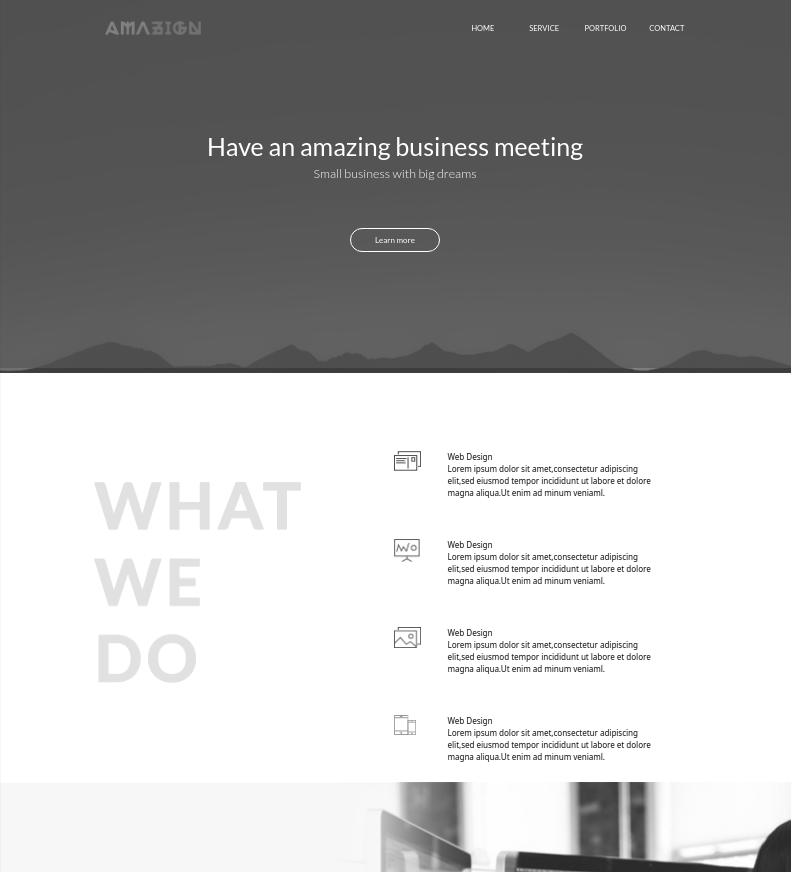 AMAZIGN
HOME SERVICE PORTFOLIO CONTACT
Have an amazing business meeting
Small business with big dreams
Learn more
WHAT
WE
DO
Web Design
Lorem ipsum dolor sit amet,consectetur adipiscing
elit,sed eiusmod tempor incididunt ut labore et dolore
magna aliqua.Ut enim ad minum veniaml.
Web Design
Lorem ipsum dolor sit amet,consectetur adipiscing
elit,sed eiusmod tempor incididunt ut labore et dolore
magna aliqua.Ut enim ad minum veniaml.
Web Design
Lorem ipsum dolor sit amet,consectetur adipiscing
elit,sed eiusmod tempor incididunt ut labore et dolore
magna aliqua.Ut enim ad minum veniaml.
Web Design
Lorem ipsum dolor sit amet,consectetur adipiscing
elit,sed eiusmod tempor incididunt ut labore et dolore
magna aliqua.Ut enim ad minum veniaml.